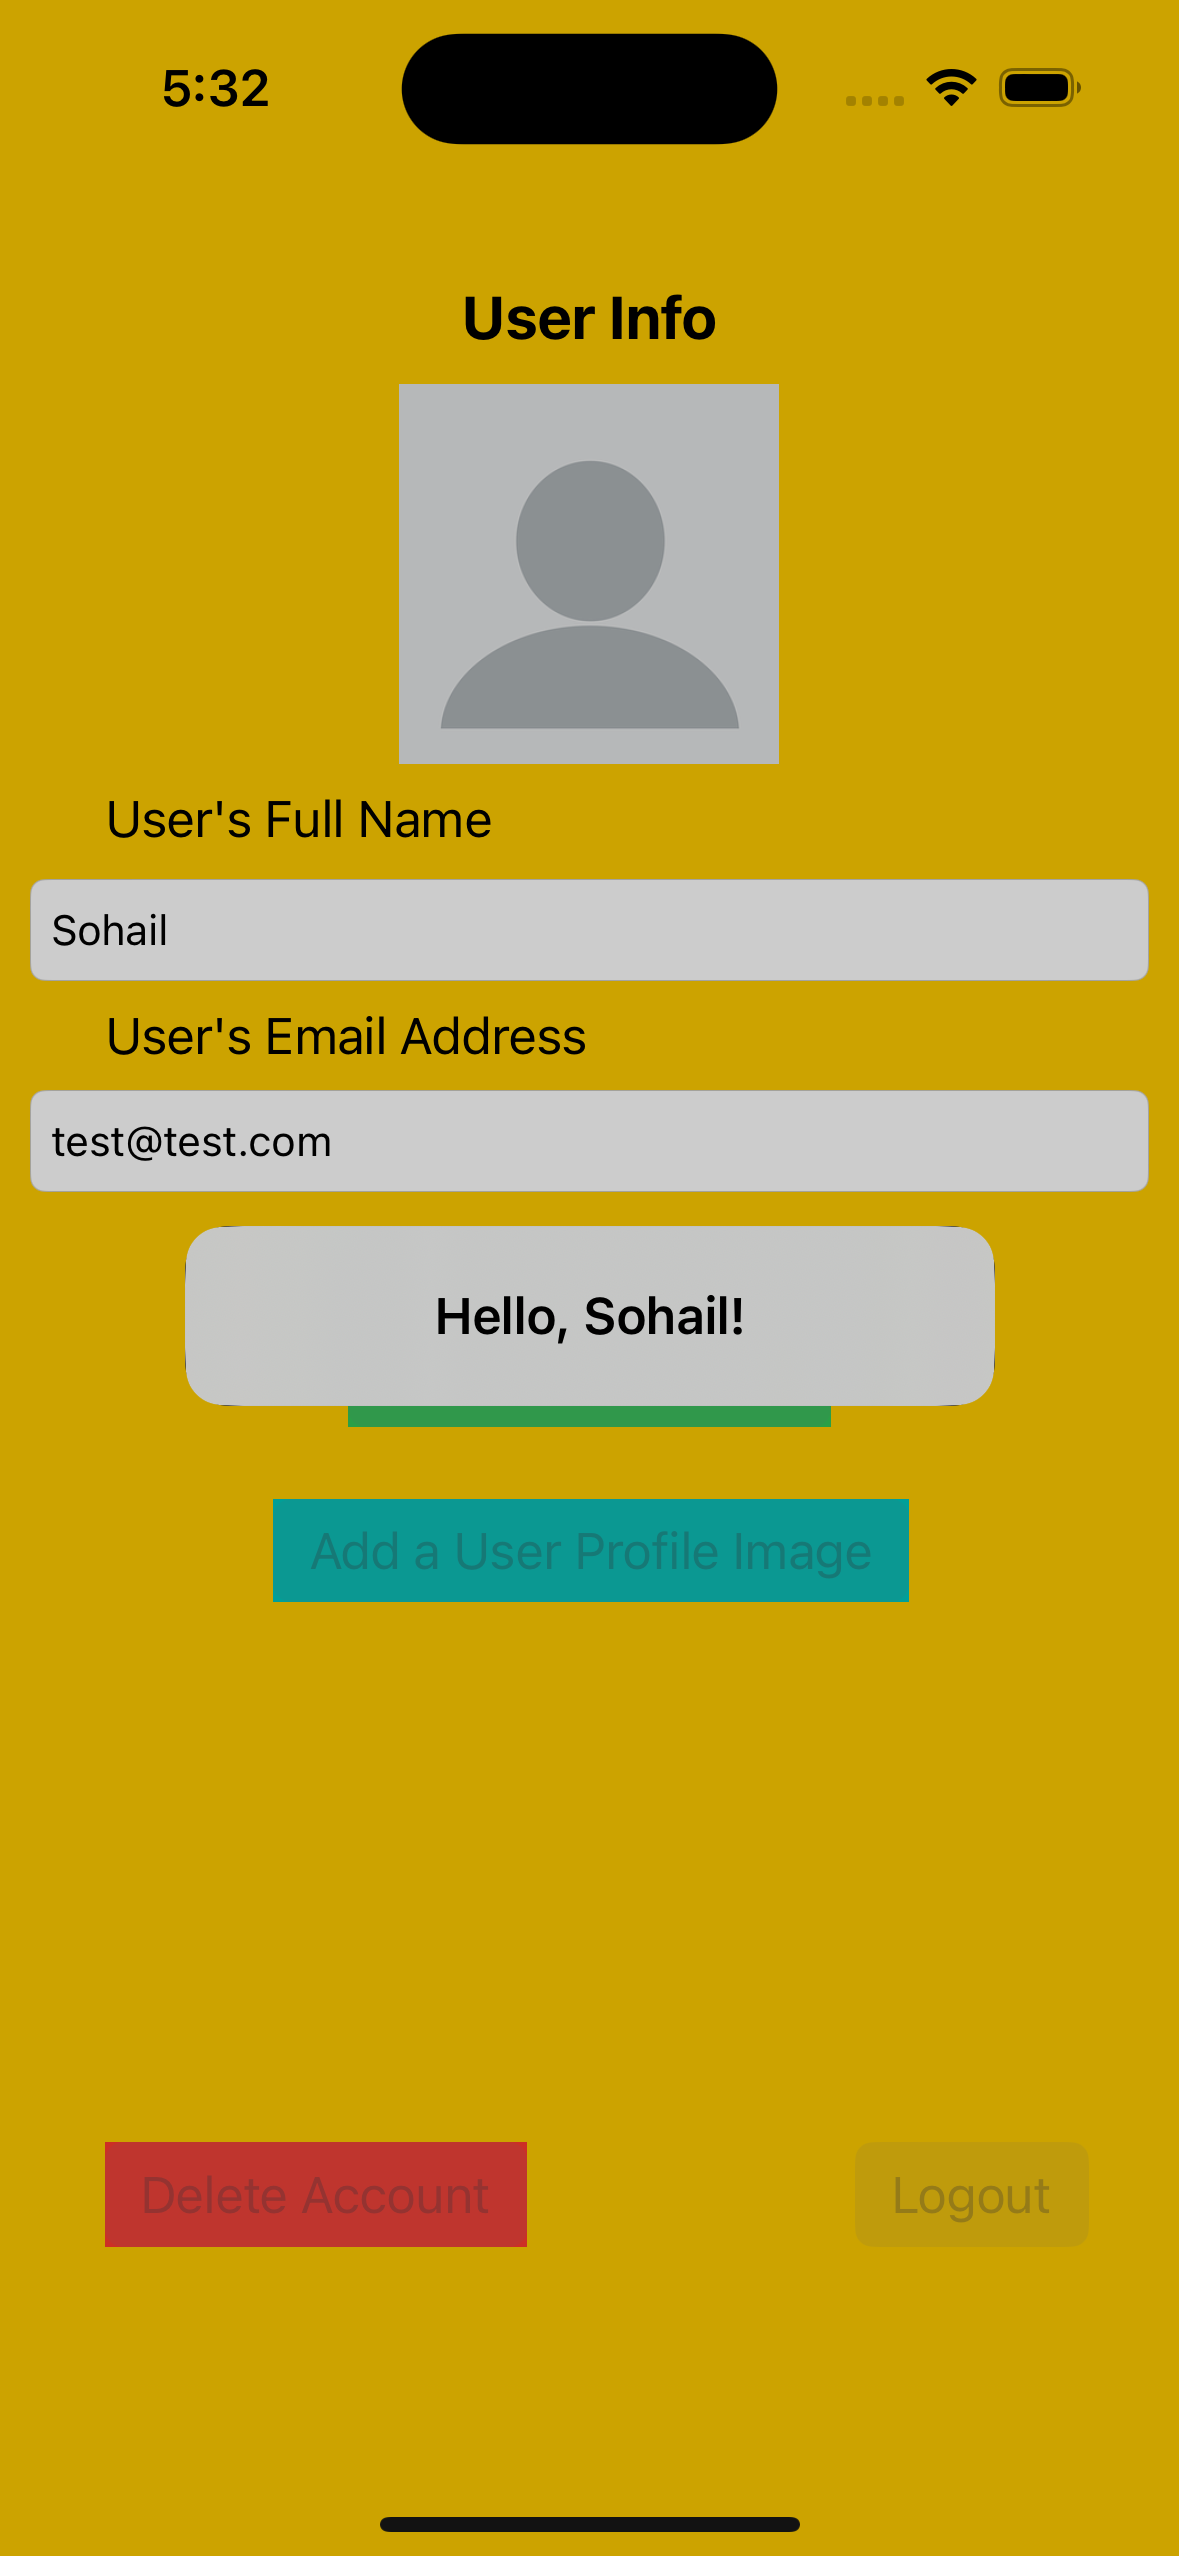 5:32
User Info
User's Full Name
Sohail
User's Email Address
test@test.com
Hello, Sohail!
Add a User Profile Image
Delete Account
Logout